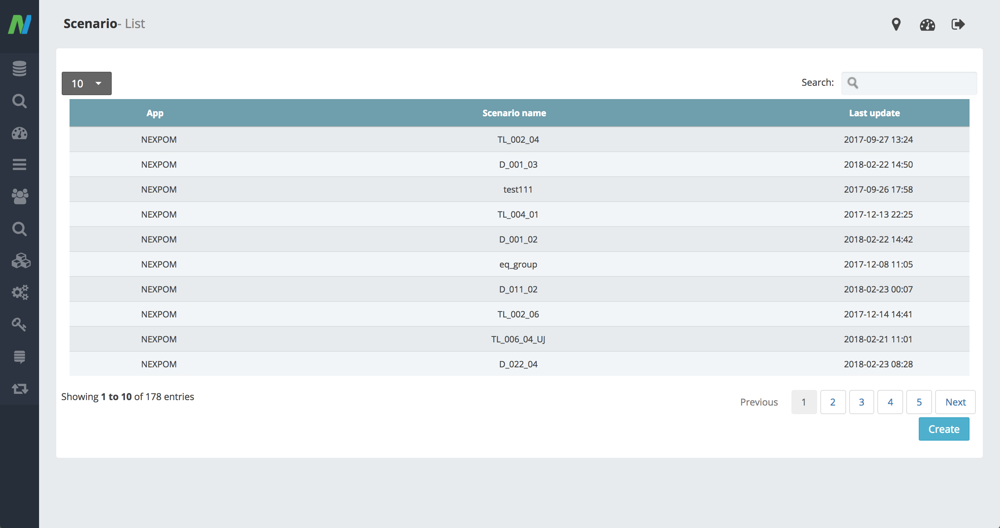 Scenario- List
10
Search:
App Scenario name Last update
NEXPOM TL_002_04 2017-09-27 13:24
NEXPOM D_001_03 2018-02-22 14:50
NEXPOM test111 2017-09-26 17:58
NEXPOM TL_004_01 2017-12-13 22:25
NEXPOM D_001_02 2018-02-22 14:42
NEXPOM eq_group 2017-12-08 11:05
NEXPOM D_011_02 2018-02-23 00:07
NEXPOM TL_002_06 2017-12-14 14:41
NEXPOM TL_006_04_UJ 2018-02-21 11:01
NEXPOM D_022_04 2018-02-23 08:28
Showing 1 to 10 of 178 entries
Previous 1 2 3 4 5 Next
Create